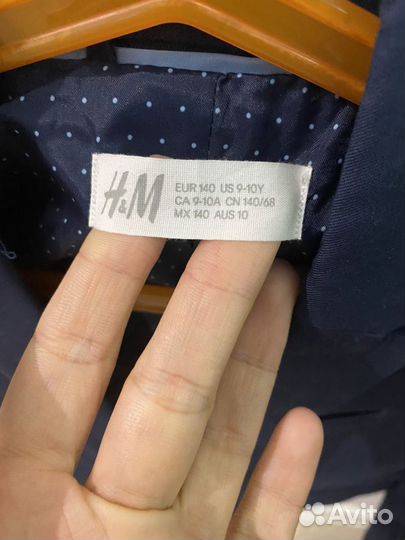 H&M
EUR 140 US 9-10Y
CA 9-10A CN 140/68
MX 140 AUS 10
Avito